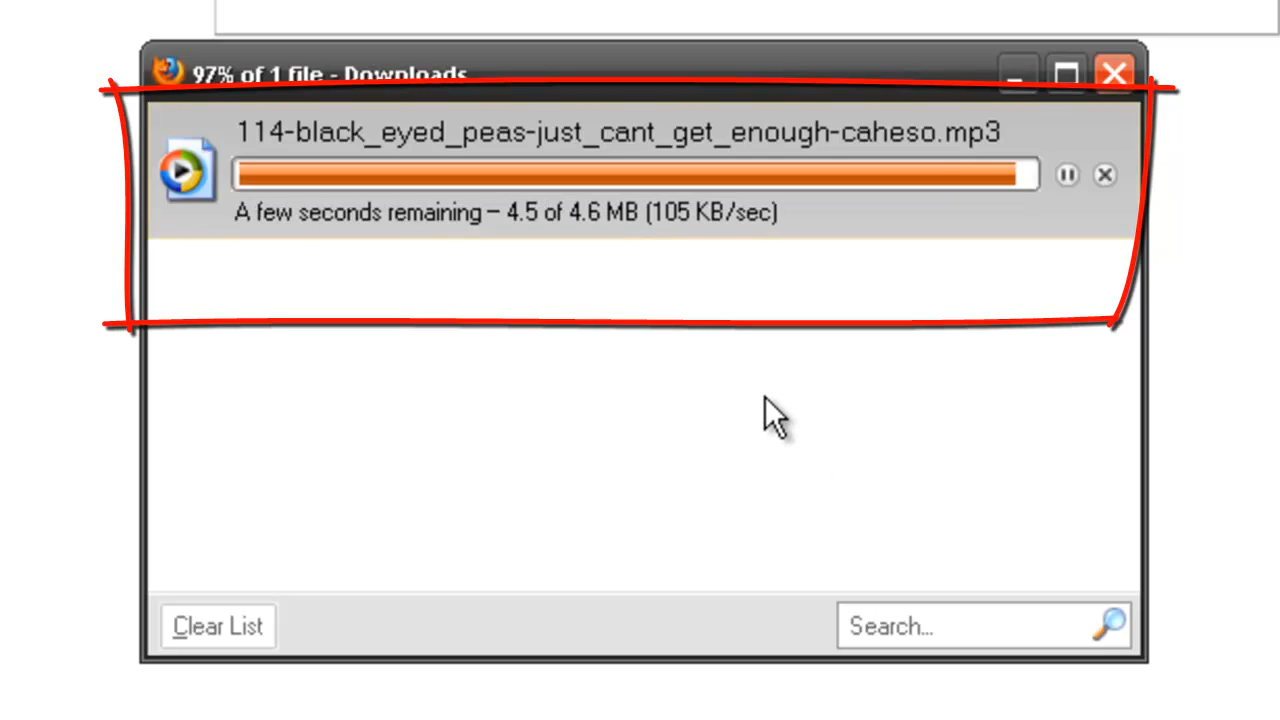 97% of 1 file - Downloads
114-black_eyed_peas-just_cant_get_enough-caheso.mp3
A few seconds remaining – 4.5 of 4.6 MB (105 KB/sec)
Clear List
Search...